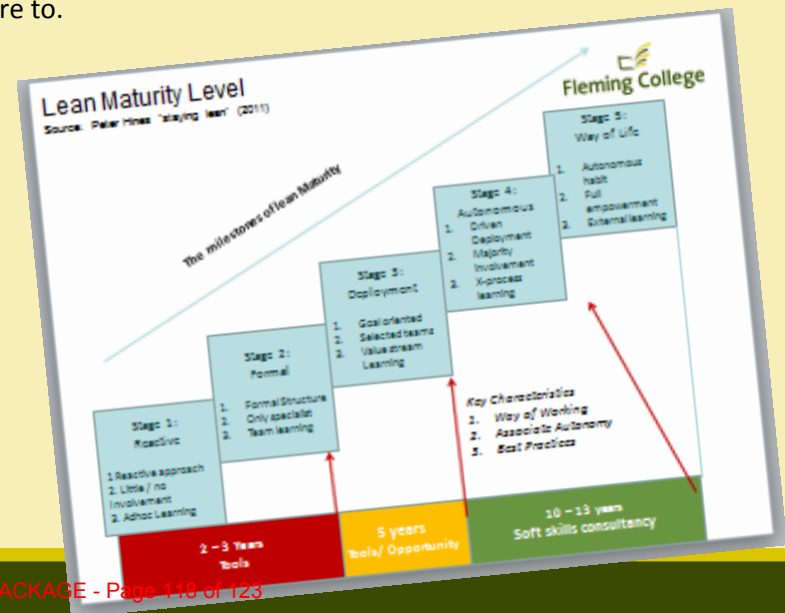 re to.
Lean Maturity Level
Source: Peter Hines "staying lean" (2011)
Fleming College
The milestones of lean Maturity
Stage 5:
Way of Life
1. Autonomous
habit
2. Full
empowerment
3. External learning
Stage 4:
Autonomous
1. Driven
Deployment
2. Majority
Involvement
3. X-process
learning
Stage 3:
Deployment
1. Goal oriented
2. Selected teams
3. Value stream
Learning
Stage 2:
Formal
1. Formal Structure
2. Only specialist
3. Team learning
Stage 1:
Reactive
1 Reactive approach
2. Little / no
Involvement
3. Adhoc Learning
Key Characteristics
1. Way of Working
2. Associate Autonomy
3. Best Practices
2 – 3 Years
Tools
5 years
Tools/ Opportunity
10 – 13 years
Soft skills consultancy
ACKAGE - Page 118 of 123